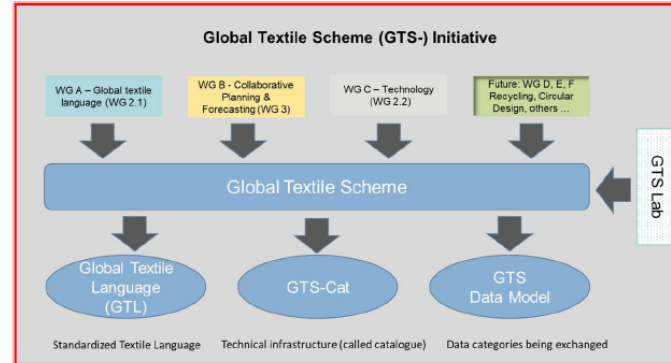 Global Textile Scheme (GTS-) Initiative
WG A – Global textile
language (WG 2.1)
WG B - Collaborative
Planning &
Forecasting (WG 3)
WG C – Technology
(WG 2.2)
Future: WG D, E, F
Recycling, Circular
Design, others ...
Global Textile Scheme
GTS Lab
Global Textile
Language
(GTL)
GTS-Cat
GTS
Data Model
Standardized Textile Language
Technical infrastructure (called catalogue)
Data categories being exchanged